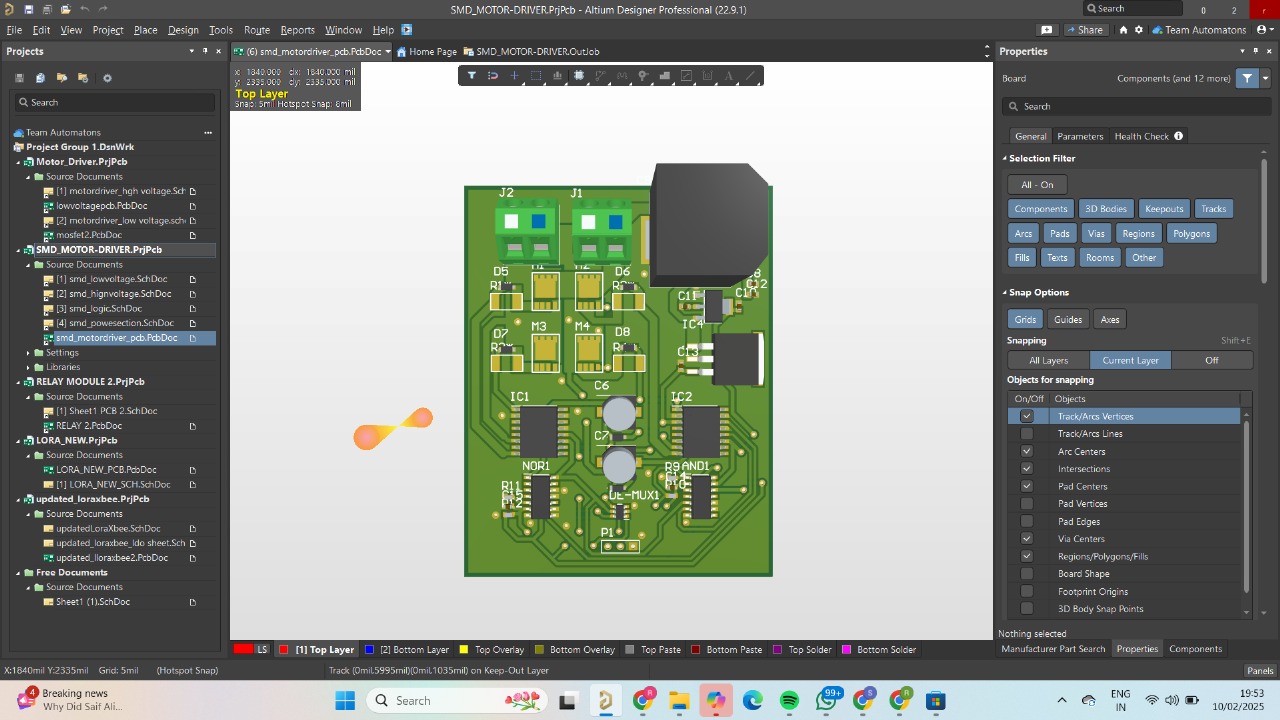 SMD_MOTOR-DRIVER.PrjPcb - Altium Designer Professional (22.9.1)
Search
0
2
File Edit View Project Place Design Tools Route Reports Window Help
Share
Team Automatons
Projects
(6) smd_motordriver_pcb.PcbDoc
Home Page
SMD_MOTOR-DRIVER.OutJob
Properties
x: 1840.000 dx: 1840.000 mil
y: 2335.000 dy: 2335.000 mil
Top Layer
Snap: 5mil Hotspot Snap: 8mil
Board
Components (and 12 more)
Search
Search
General
Parameters
Health Check
Team Automatons
Project Group 1.DsnWrk
Motor_Driver.PrjPcb
Source Documents
[1] motordriver_hgh voltage.Sch
lowvoltagepcb.PcbDoc
[2] motordriver_low voltage.schd
mosfet2.PcbDoc
SMD_MOTOR-DRIVER.PrjPcb
Source Documents
[1] smd_lowvoltage.SchDoc
[2] smd_hignvoltage.SchDoc
[3] smd_logic.SchDoc
[4] smd_powesection.SchDoc
smd_motordriver_pcb.PcbDoc
Settings
Libraries
RELAY MODULE 2.PrjPcb
Source Documents
[1] Sheet1 PCB 2.SchDoc
RELAY 2.PcbDoc
LORA_NEW.PrjPcb
Source Documents
LORA_NEW_PCB.PcbDoc
[1] LORA_NEW_SCH.SchDoc
updated_loraxbee.PrjPcb
Source Documents
updatedLoraXbee.SchDoc
updated_loraxbee_ldo sheet.Sch
updated_loraxbee2.PcbDoc
Free Documents
Source Documents
Sheet1 (1).SchDoc
J2
J1
D5
M1
M2
D6
C12
C11
IC4
D7
M3
M4
D8
C13
C6
IC1
IC2
C7
NOR1
R9
AND1
R11
DE-MUX1
P1
Selection Filter
All - On
Components
3D Bodies
Keepouts
Tracks
Arcs
Pads
Vias
Regions
Polygons
Fills
Texts
Rooms
Other
Snap Options
Grids
Guides
Axes
Snapping
Shift+E
All Layers
Current Layer
Off
Objects for snapping
On/Off
Objects
Track/Arcs Vertices
Track/Arcs Lines
Arc Centers
Intersections
Pad Centers
Pad Vertices
Pad Edges
Via Centers
Regions/Polygons/Fills
Board Shape
Footprint Origins
3D Body Snap Points
Nothing selected
LS
[1] Top Layer
[2] Bottom Layer
Top Overlay
Bottom Overlay
Top Paste
Bottom Paste
Top Solder
Bottom Solder
Manufacturer Part Search
Properties
Components
X:1840mil Y:2335mil
Grid: 5mil
(Hotspot Snap)
Track (0mil,5995mil)(0mil,1035mil) on Keep-Out Layer
Panels
4
Breaking news
Why Did Shri Ali...
Search
99+
ENG
IN
19:53
10/02/2025